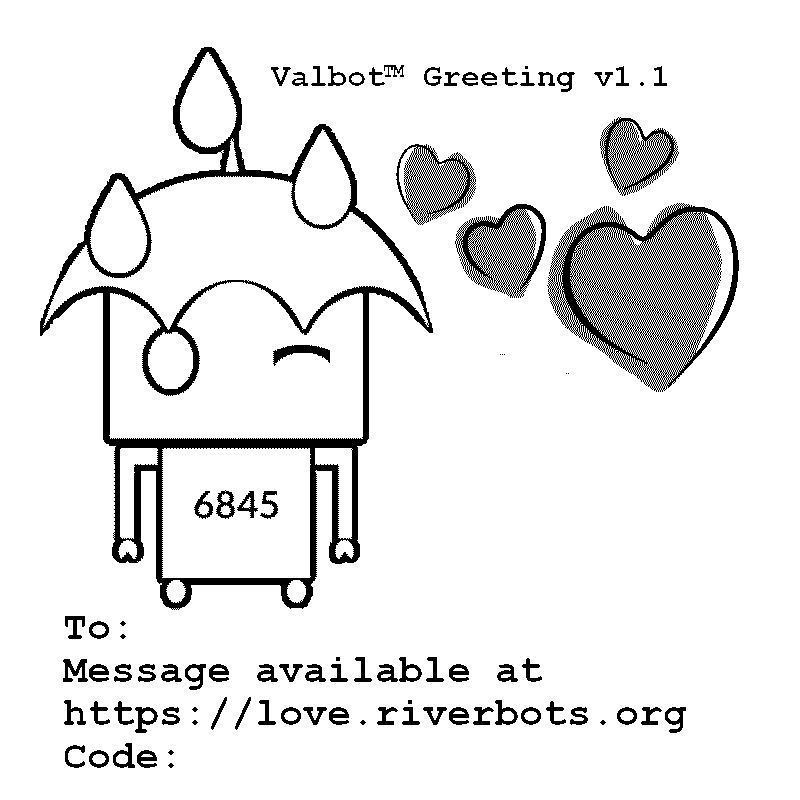 Valbot™ Greeting v1.1
6845
To:
Message available at
https://love.riverbots.org
Code: